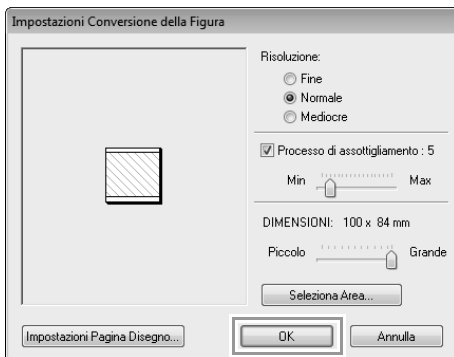 Impostazioni Conversione della Figura
Risoluzione:
Fine
Normale
Mediocre
Processo di assottigliamento : 5
Min Max
DIMENSIONI: 100 x 84 mm
Piccolo Grande
Seleziona Area...
Impostazioni Pagina Disegno... OK Annulla